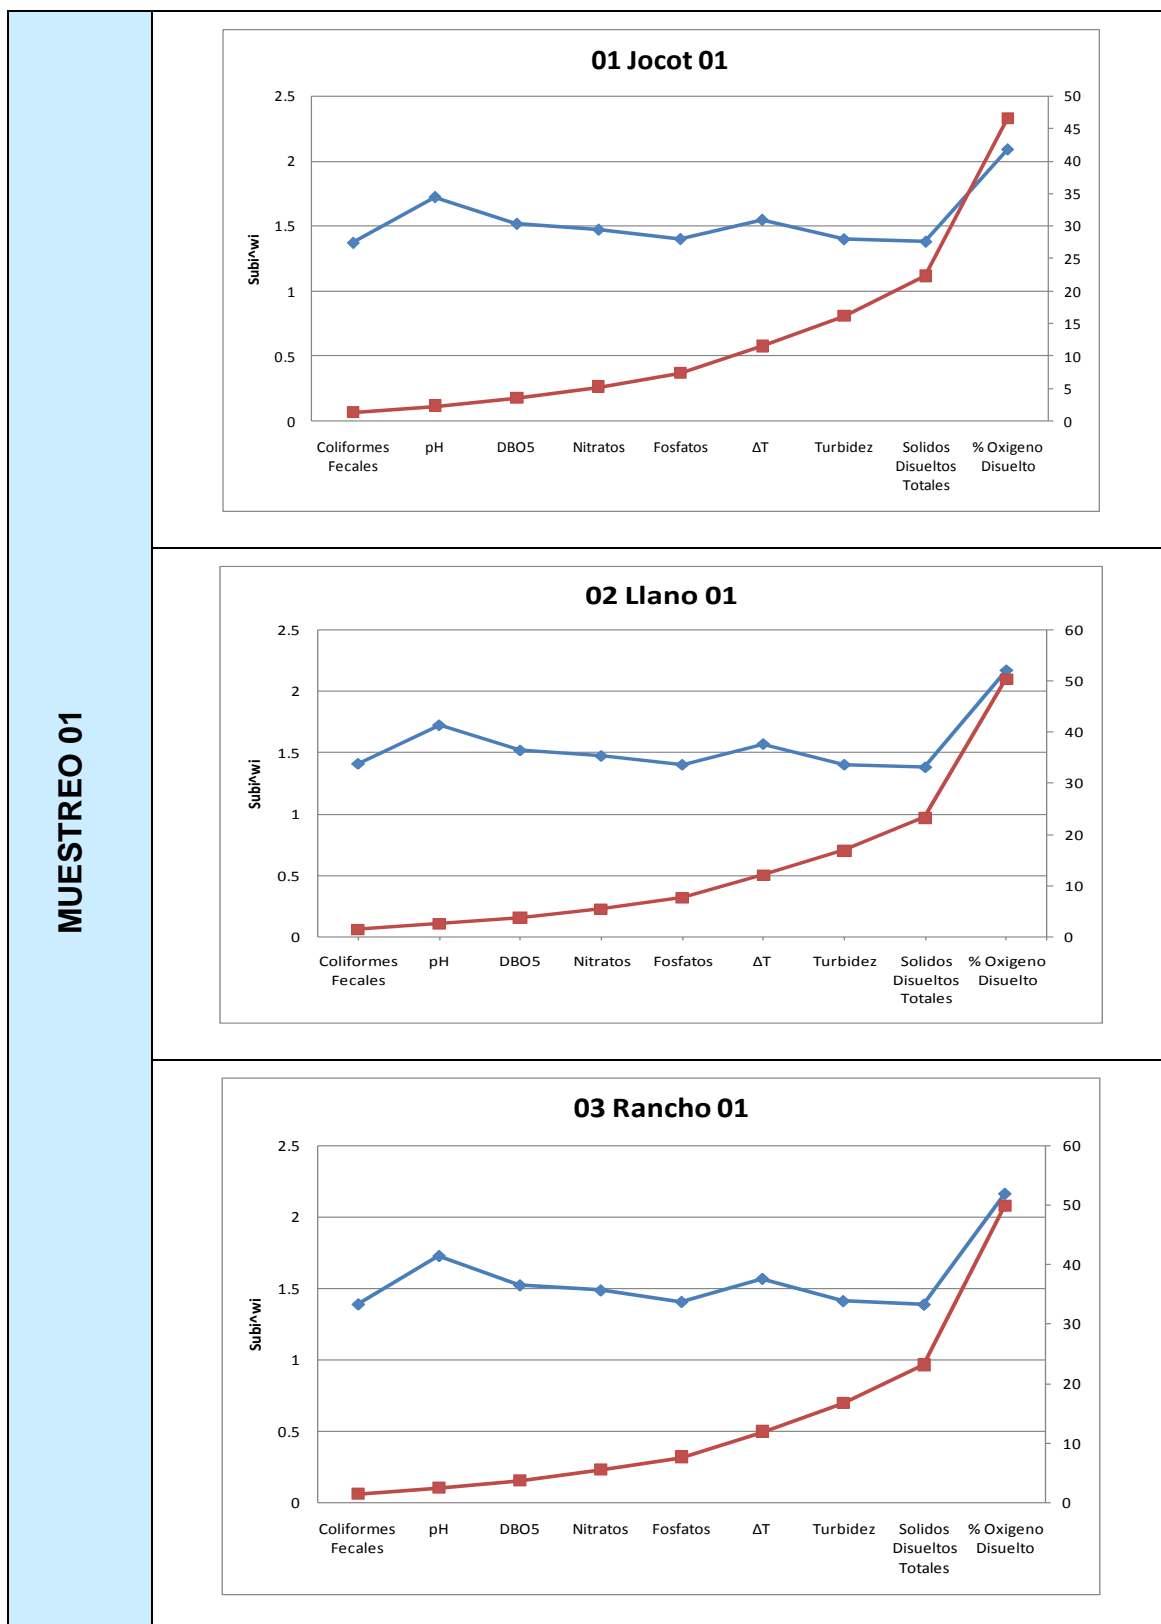 MUESTREO 01
01 Jocot 01
2.5
2
1.5
1
0.5
0
Subi^wi
50
45
40
35
30
25
20
15
10
5
0
Coliformes Fecales
pH
DBO5
Nitratos
Fosfatos
ΔT
Turbidez
Solidos Disueltos Totales
% Oxigeno Disuelto
02 Llano 01
2.5
2
1.5
1
0.5
0
Subi^wi
60
50
40
30
20
10
0
Coliformes Fecales
pH
DBO5
Nitratos
Fosfatos
ΔT
Turbidez
Solidos Disueltos Totales
% Oxigeno Disuelto
03 Rancho 01
2.5
2
1.5
1
0.5
0
Subi^wi
60
50
40
30
20
10
0
Coliformes Fecales
pH
DBO5
Nitratos
Fosfatos
ΔT
Turbidez
Solidos Disueltos Totales
% Oxigeno Disuelto